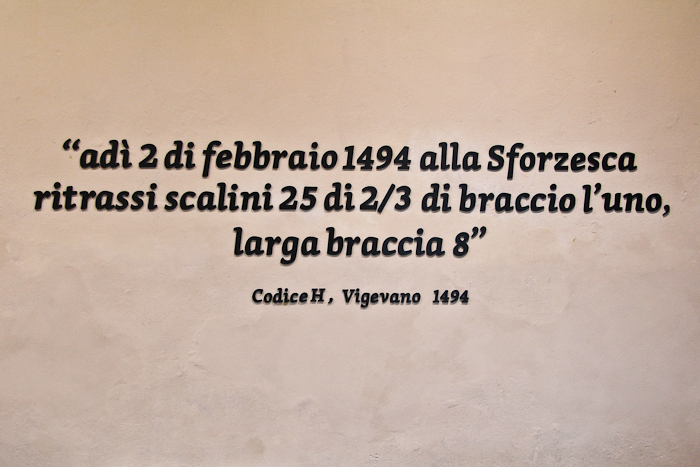 “adì 2 di febbraio 1494 alla Sforzesca
ritrassi scalini 25 di 2/3 di braccio l’uno,
larga braccia 8”
Codice H, Vigevano 1494